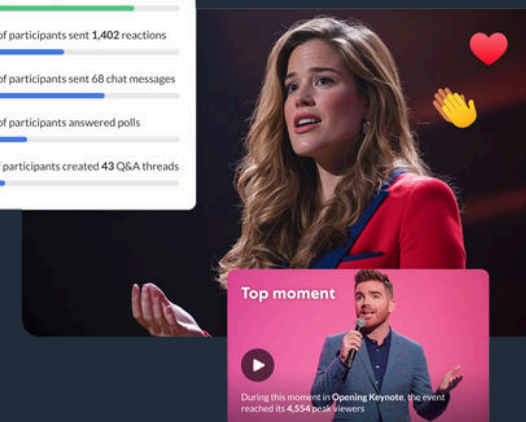 of participants sent 1,402 reactions
of participants sent 68 chat messages
of participants answered polls
participants created 43 Q&A threads
Top moment
During this moment in Opening Keynote, the event
reached its 4,554 peak viewers